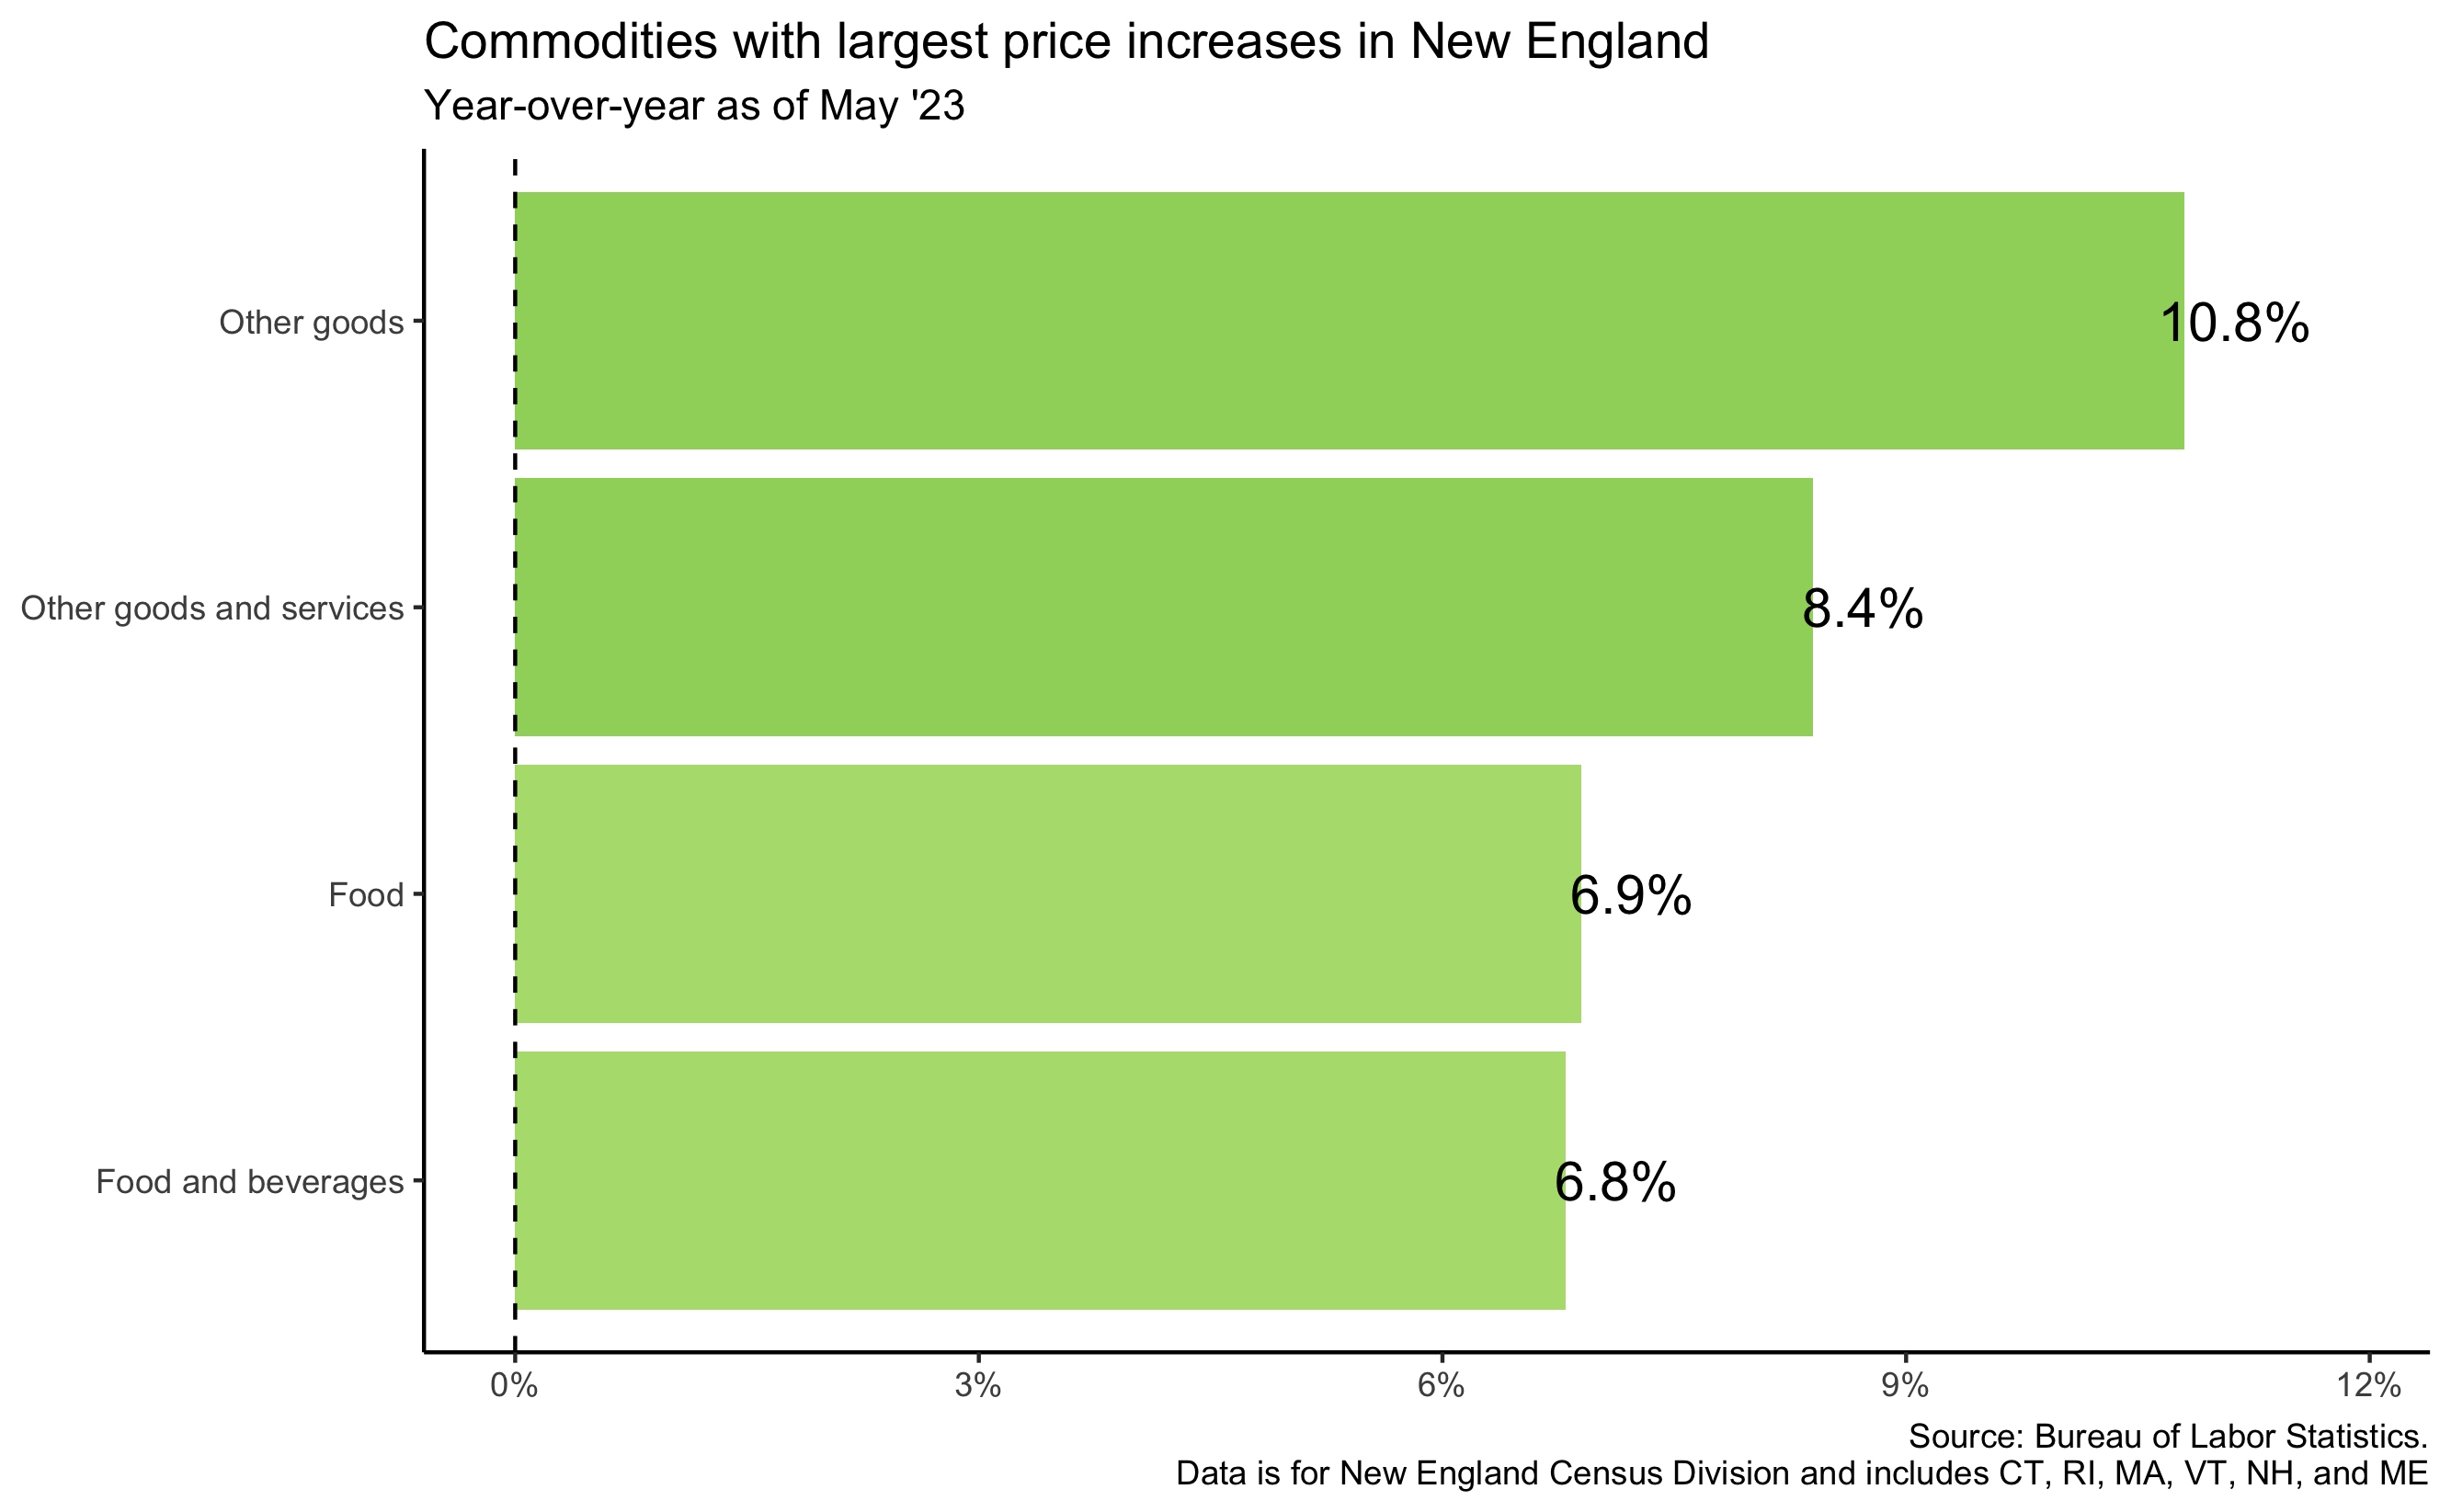 Commodities with largest price increases in New England
Year-over-year as of May '23
Other goods
10.8%
Other goods and services
8.4%
Food
6.9%
Food and beverages
6.8%
0%
3%
6%
9%
12%
Source: Bureau of Labor Statistics.
Data is for New England Census Division and includes CT, RI, MA, VT, NH, and ME